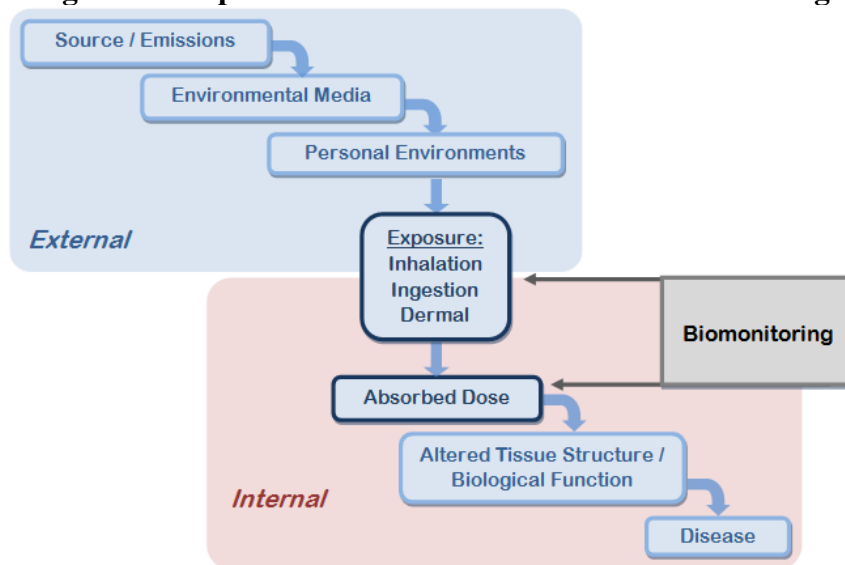 Source / Emissions
Environmental Media
Personal Environments
External
Exposure:
Inhalation
Ingestion
Dermal
Biomonitoring
Absorbed Dose
Altered Tissue Structure /
Biological Function
Internal
Disease